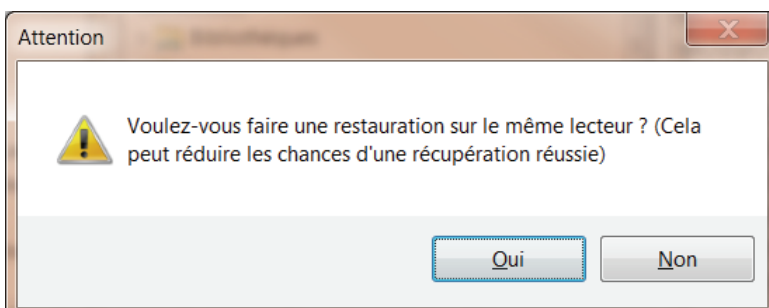 Attention
Voulez-vous faire une restauration sur le même lecteur ? (Cela
peut réduire les chances d'une récupération réussie)
Oui
Non